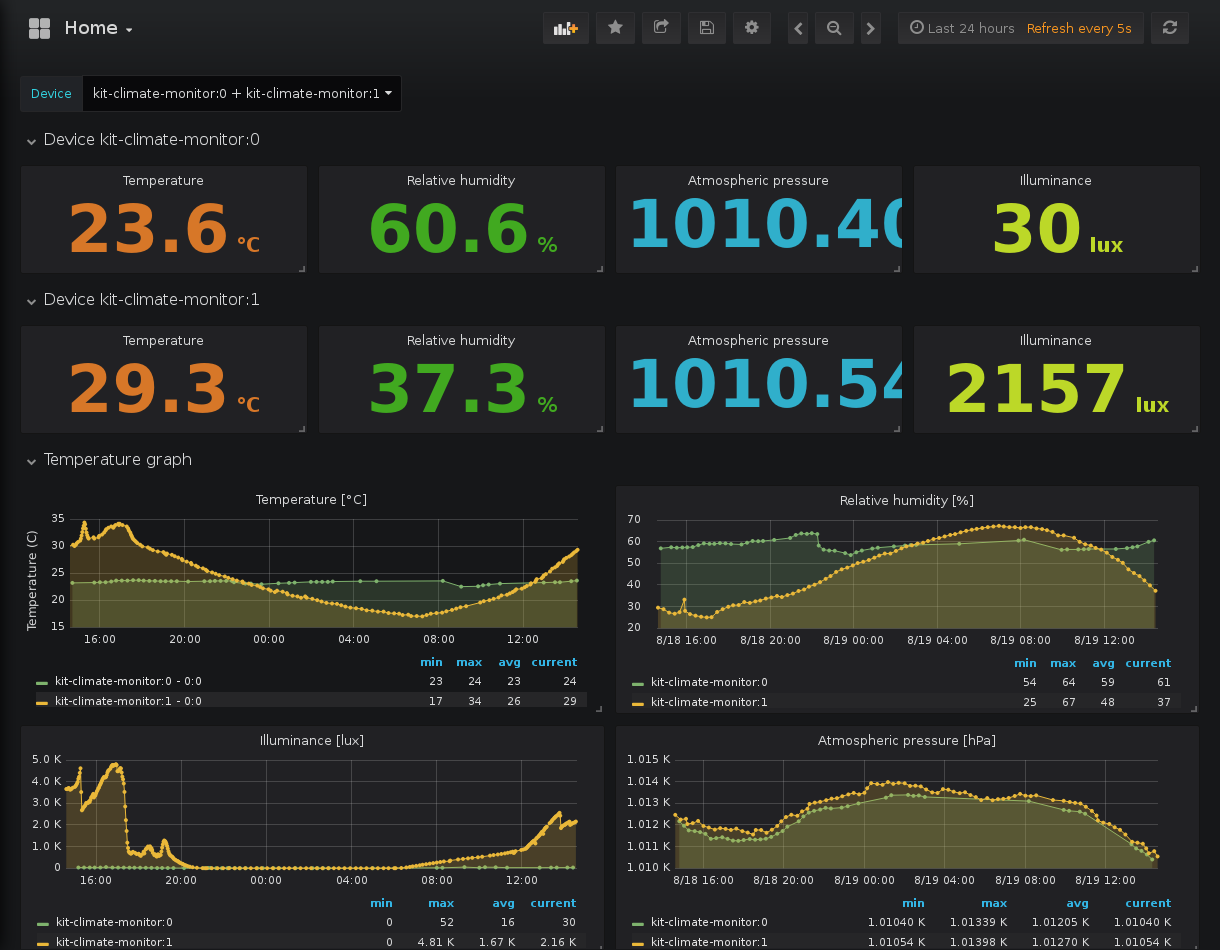 Home
Last 24 hours Refresh every 5s
Device kit-climate-monitor:0 + kit-climate-monitor:1
Device kit-climate-monitor:0
Temperature Relative humidity Atmospheric pressure Illuminance
23.6 °C 60.6 % 1010.40 30 lux
Device kit-climate-monitor:1
Temperature Relative humidity Atmospheric pressure Illuminance
29.3 °C 37.3 % 1010.54 2157 lux
Temperature graph
Temperature [°C]
Temperature (C)
35
30
25
20
15
16:00 20:00 00:00 04:00 08:00 12:00
min max avg current
kit-climate-monitor:0 - 0:0 23 24 23 24
kit-climate-monitor:1 - 0:0 17 34 26 29
Relative humidity [%]
70
60
50
40
30
20
8/18 16:00 8/18 20:00 8/19 00:00 8/19 04:00 8/19 08:00 8/19 12:00
min max avg current
kit-climate-monitor:0 54 64 59 61
kit-climate-monitor:1 25 67 48 37
Illuminance [lux]
5.0 K
4.0 K
3.0 K
2.0 K
1.0 K
0
16:00 20:00 00:00 04:00 08:00 12:00
min max avg current
kit-climate-monitor:0 0 52 16 30
kit-climate-monitor:1 0 4.81 K 1.67 K 2.16 K
Atmospheric pressure [hPa]
1.015 K
1.014 K
1.013 K
1.012 K
1.011 K
1.010 K
8/18 16:00 8/18 20:00 8/19 00:00 8/19 04:00 8/19 08:00 8/19 12:00
min max avg current
kit-climate-monitor:0 1.01040 K 1.01339 K 1.01205 K 1.01040 K
kit-climate-monitor:1 1.01054 K 1.01398 K 1.01270 K 1.01054 K